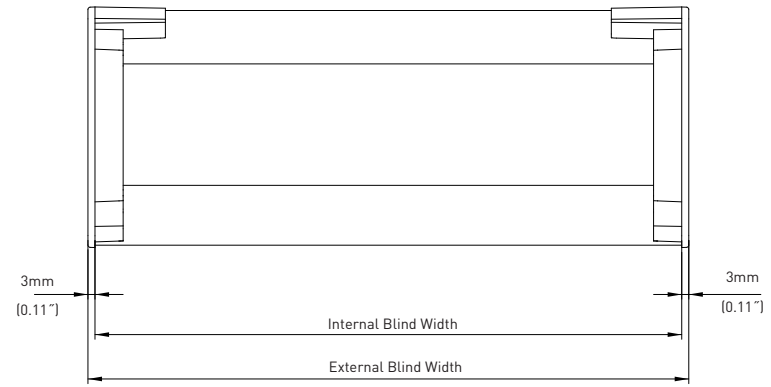 3mm
(0.11″)
3mm
(0.11″)
Internal Blind Width
External Blind Width